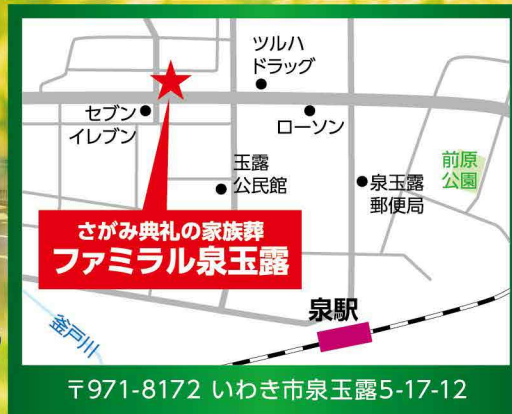 ツルハ
ドラッグ
セブン
イレブン
ローソン
玉露
公民館
泉玉露
郵便局
前原
公園
さがみ典礼の家族葬
ファミラル泉玉露
泉駅
釜戸川
〒971-8172 いわき市泉玉露5-17-12